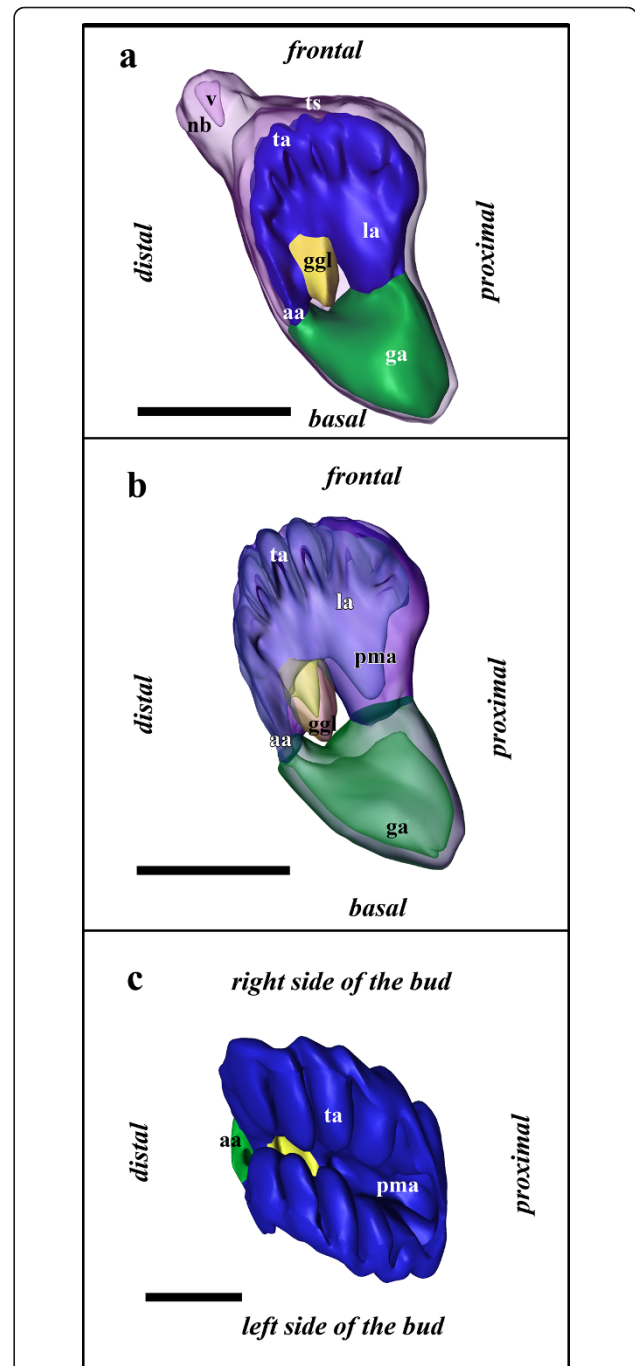 a
frontal
v
nb
ts
ta
la
distal
proximal
ggl
aa
ga
basal
b
frontal
ta
la
pma
distal
proximal
ggl
aa
ga
basal
c
right side of the bud
ta
aa
distal
proximal
pma
left side of the bud